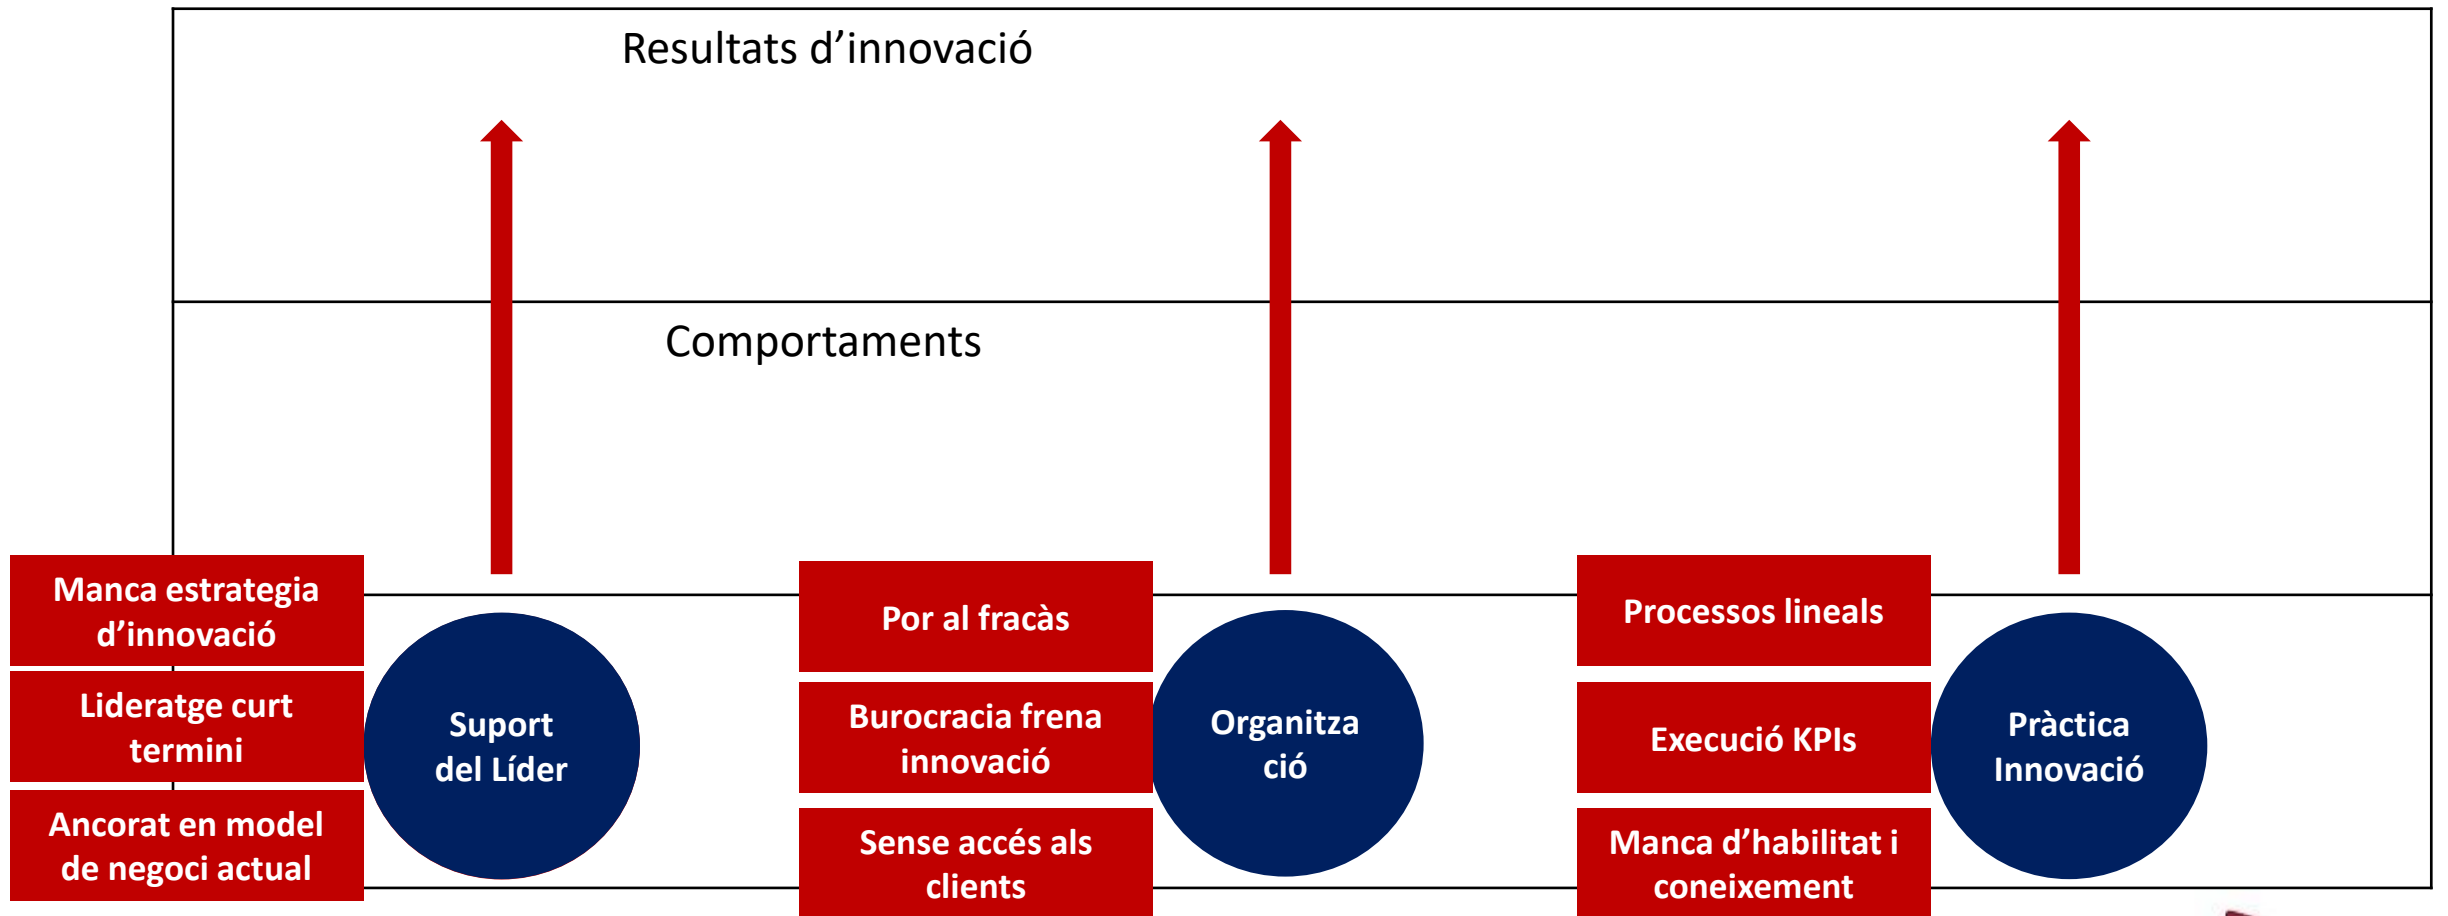 Resultats d’innovació
Comportaments
Manca estrategia
d’innovació
Lideratge curt
termini
Ancorat en model
de negoci actual
Suport
del Líder
Por al fracàs
Burocracia frena
innovació
Sense accés als
clients
Organitza
ció
Processos lineals
Execució KPIs
Manca d’habilitat i
coneixement
Pràctica
Innovació